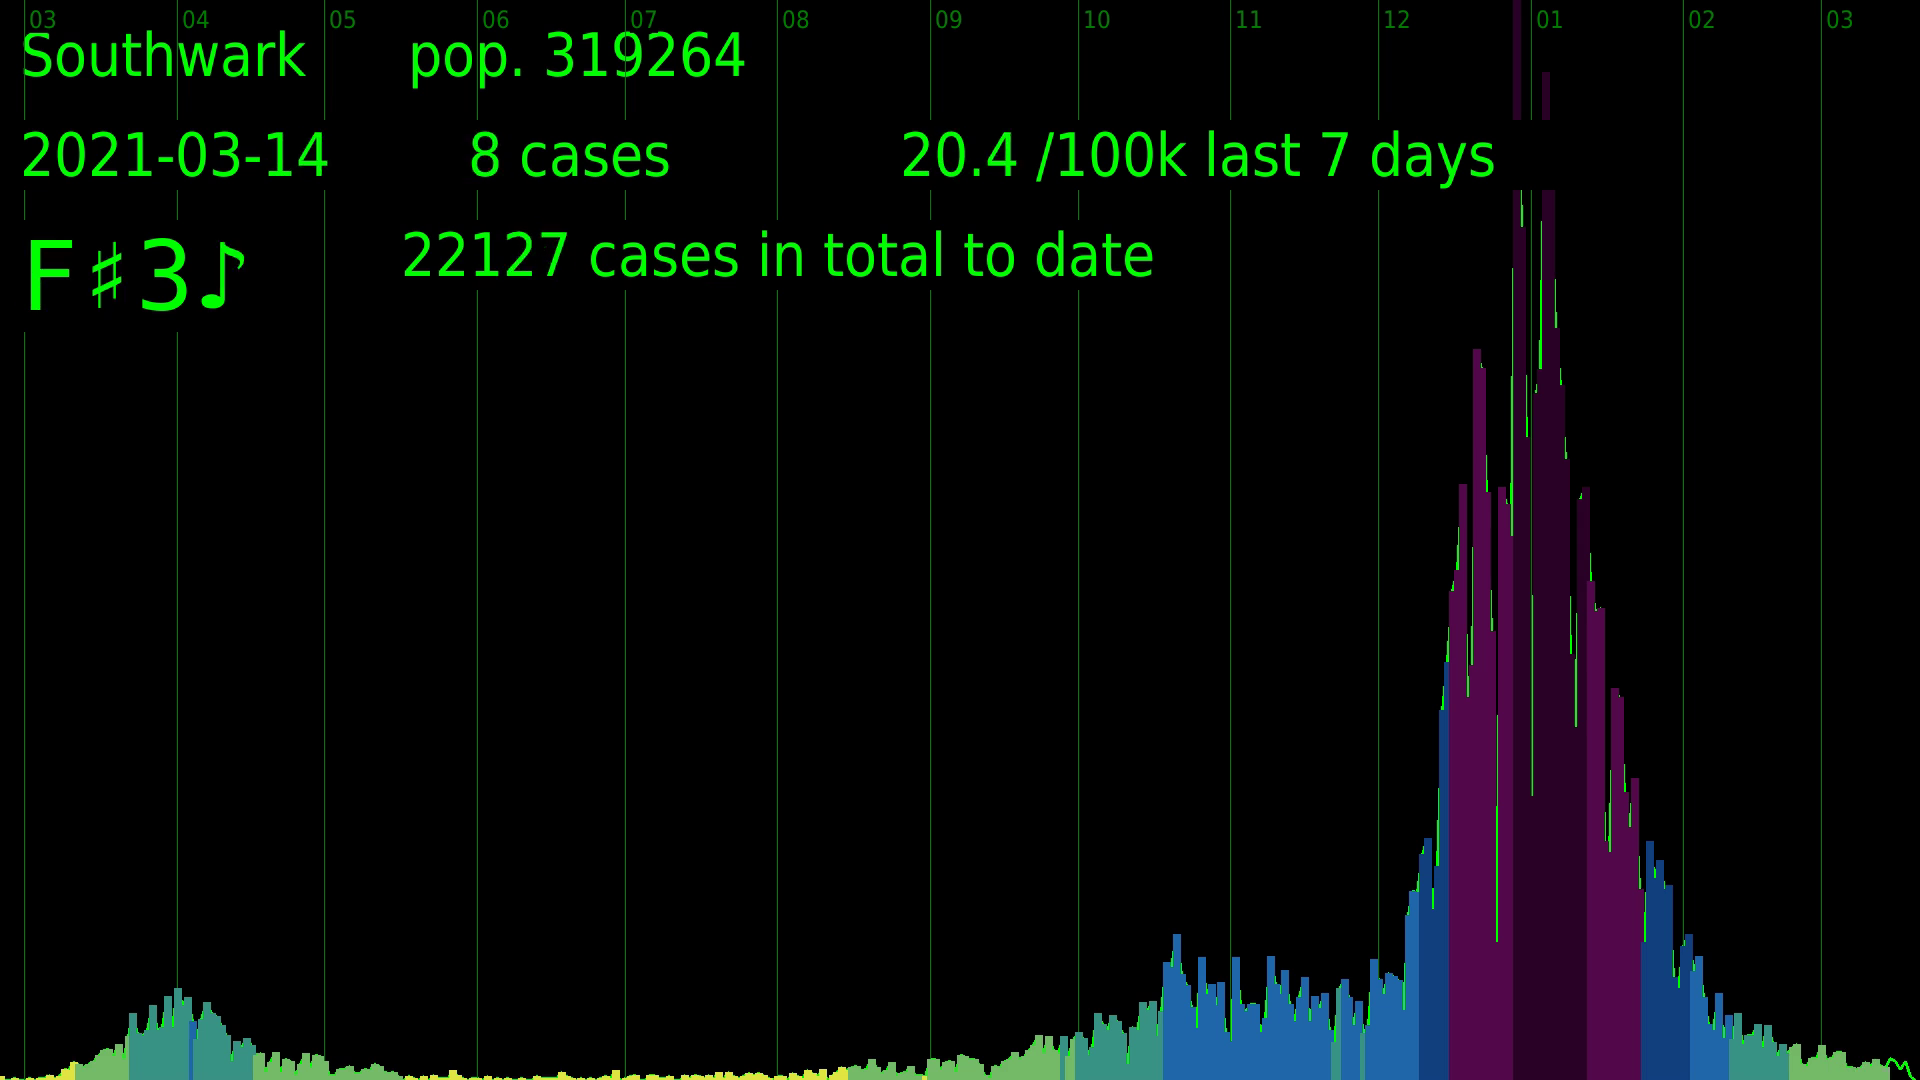 03 04 05 06 07 08 09 10 11 12 01 02 03
Southwark pop. 319264
2021-03-14 8 cases 20.4 /100k last 7 days
F♯3♪ 22127 cases in total to date